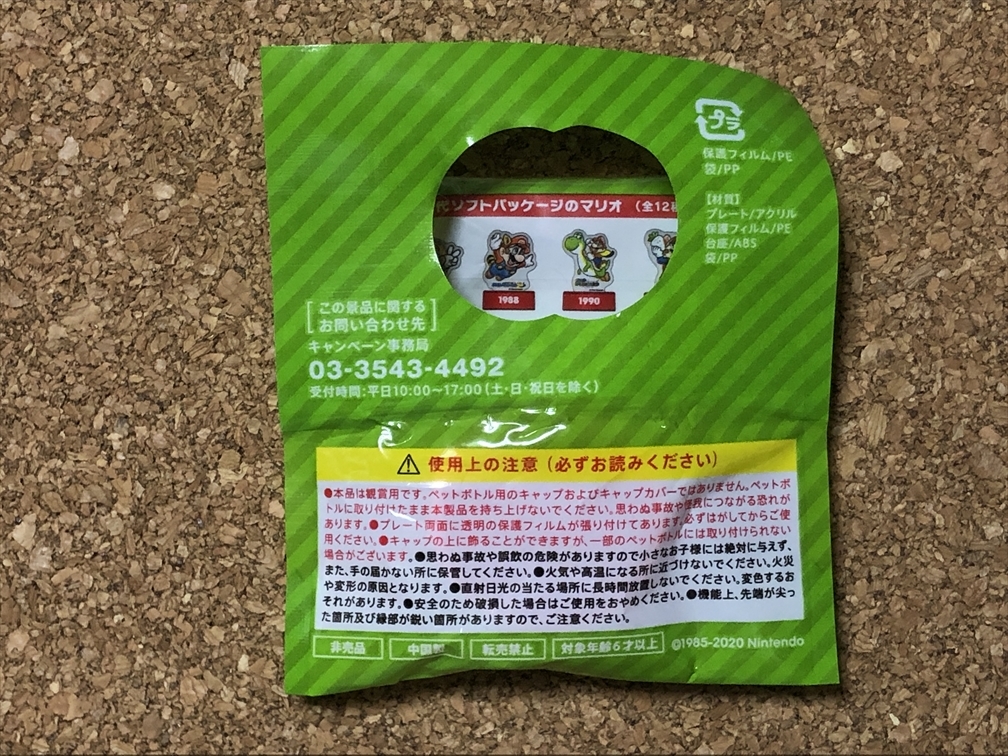 プラ
保護フィルム/PE
袋/PP
【材質】
プレート/アクリル
保護フィルム/PE
台座/ABS
袋/PP
代ソフトパッケージのマリオ （全12種
1988
1990
この景品に関する
お問い合わせ先
キャンペーン事務局
03-3543-4492
受付時間:平日10:00〜17:00(土・日・祝日を除く)
使用上の注意（必ずお読みください）
●本品は観賞用です。ペットボトル用のキャップおよびキャップカバーではありません。ペットボ
トルに取り付けたまま本製品を持ち上げないでください。思わぬ事故や怪我につながる恐れが
あります。●プレート両面に透明の保護フィルムが張り付けてあります。必ずはがしてからご使
用ください。●キャップの上に飾ることができますが、一部のペットボトルには取り付けられない
場合がございます。●思わぬ事故や誤飲の危険がありますので小さなお子様には絶対に与えず、
また、手の届かない所に保管してください。●火気や高温になる所に近づけないでください。火災
や変形の原因となります。●直射日光の当たる場所に長時間放置しないでください。変色するお
それがあります。●安全のため破損した場合はご使用をおやめください。●機能上、先端が尖っ
た箇所及び縁部が鋭い箇所がありますので、ご注意ください。
非売品 中国製 転売禁止 対象年齢6才以上 ©1985-2020 Nintendo